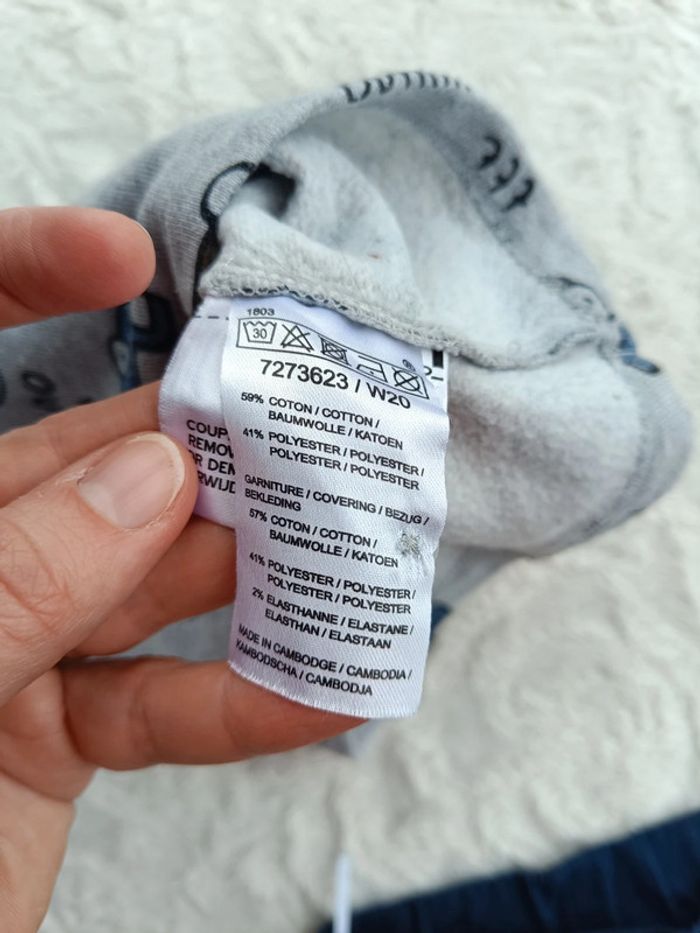 1803
30
7273623 / W20
59% COTON / COTTON /
BAUMWOLLE / KATOEN
41% POLYESTER / POLYESTER /
POLYESTER / POLYESTER
GARNITURE / COVERING / BEZUG /
BEKLEDING
57% COTON / COTTON /
BAUMWOLLE / KATOEN
41% POLYESTER / POLYESTER /
POLYESTER / POLYESTER
2% ELASTHANNE / ELASTANE /
ELASTHAN / ELASTAAN
MADE IN CAMBODGE / CAMBODIA /
KAMBODSCHA / CAMBODJA